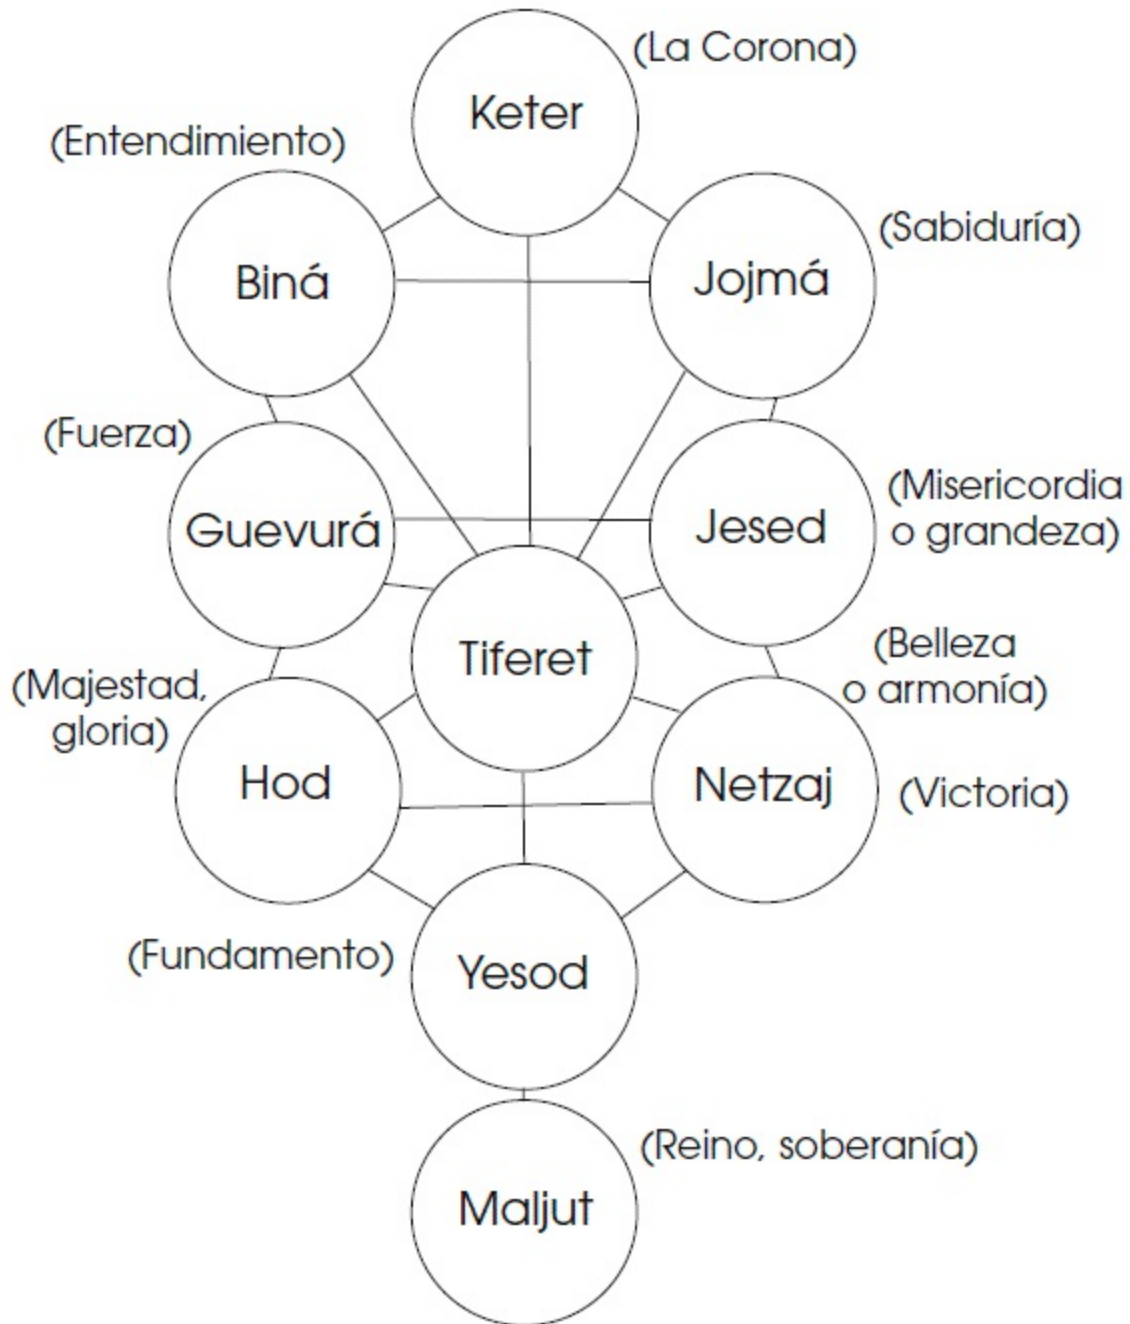 (La Corona)
Keter
(Entendimiento)
Biná
Jojmá
(Sabiduría)
(Fuerza)
Guevurá
Jesed
(Misericordia
o grandeza)
Tiferet
(Belleza
o armonía)
(Majestad,
gloria)
Hod
Netzaj
(Victoria)
(Fundamento)
Yesod
(Reino, soberanía)
Maljut